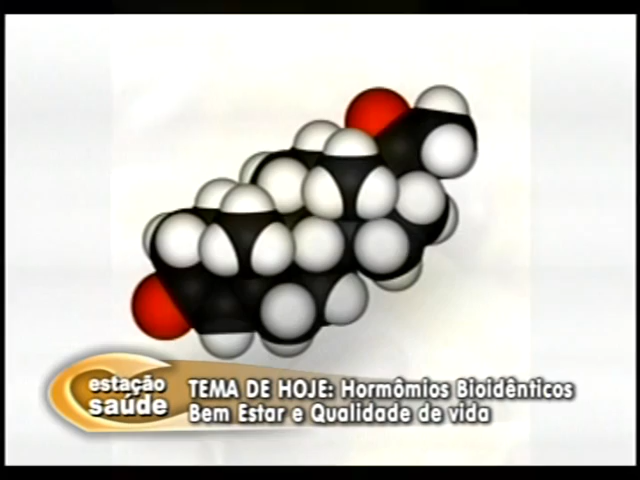 estação
saúde
TEMA DE HOJE: Hormômios Bioidênticos
Bem Estar e Qualidade de vida